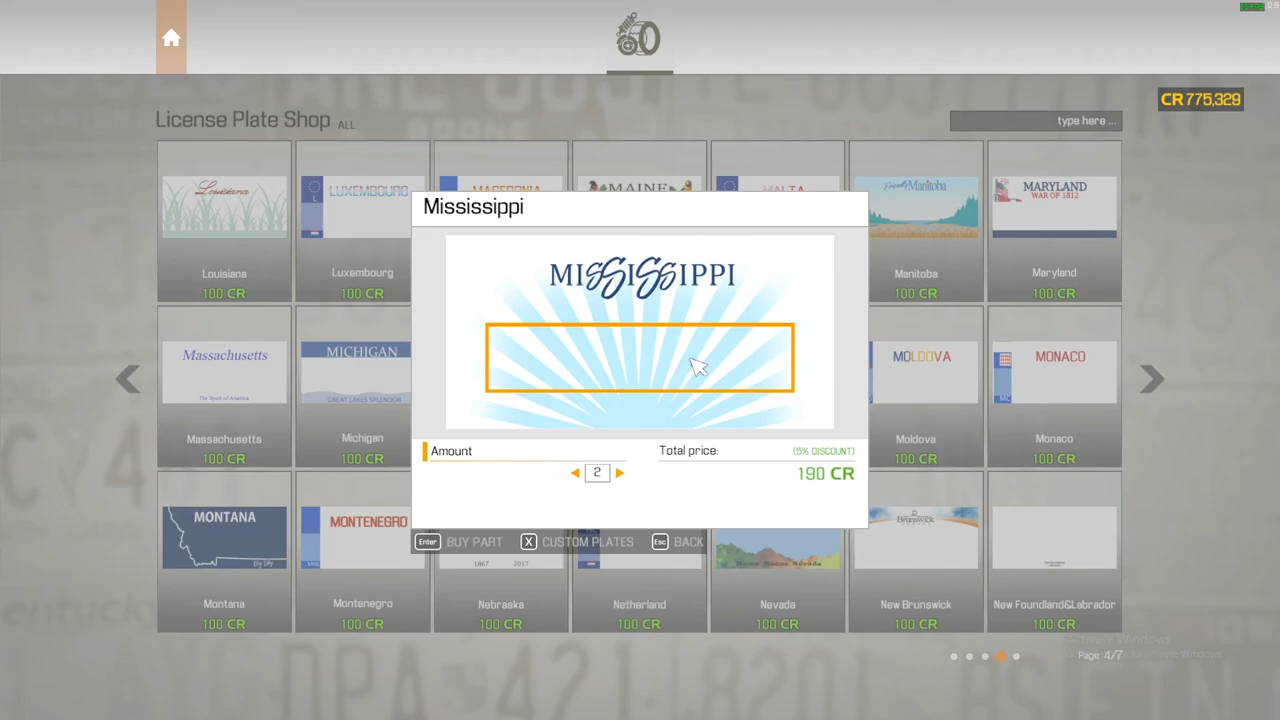 CR 775,329
License Plate Shop ALL
type here ...
Louisiana
LUXEMBOURG
MACEDONIA
MAINE
MALTA
Friendly Manitoba
MARYLAND
WAR OF 1812
Louisiana
Luxembourg
Manitoba
Maryland
100 CR
100 CR
100 CR
100 CR
Mississippi
MISSISSIPPI
Amount
2
Total price:
(5% DISCOUNT)
190 CR
Enter BUY PART
X CUSTOM PLATES
Esc BACK
Massachusetts
The Spirit of America
MICHIGAN
GREAT LAKES SPLENDOR
MOLDOVA
MONACO
MC
Massachusetts
Michigan
Moldova
Monaco
100 CR
100 CR
100 CR
100 CR
MONTANA
MONTENEGRO
1867 2017
Brunswick
Montana
Montenegro
Nebraska
Netherland
Nevada
New Brunswick
New Foundland&Labrador
100 CR
100 CR
100 CR
100 CR
100 CR
100 CR
100 CR
Activate Windows
Page: 4/7